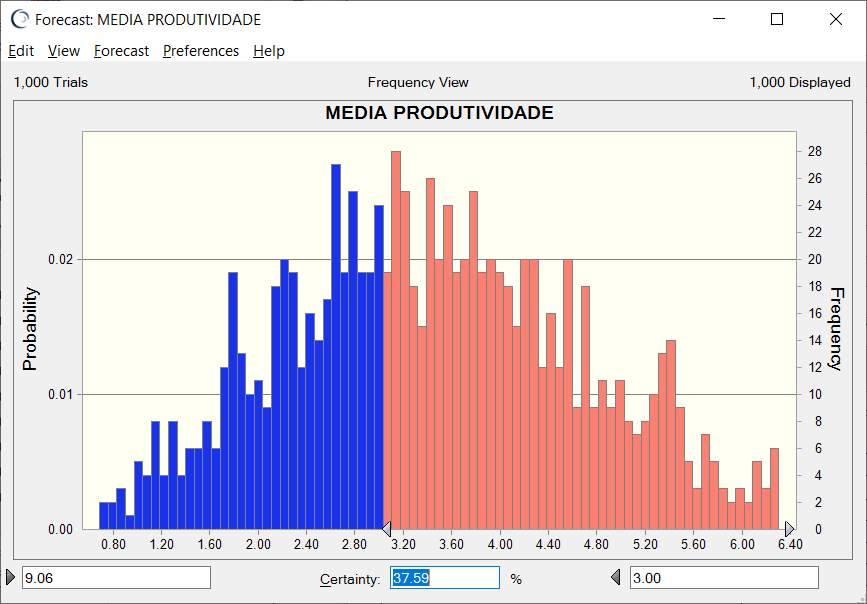 Forecast: MEDIA PRODUTIVIDADE
Edit View Forecast Preferences Help
1,000 Trials Frequency View 1,000 Displayed
MEDIA PRODUTIVIDADE
Probability
0.02
0.01
0.00
28
26
24
22
20
18
16
14
12
10
8
6
4
2
0
Frequency
0.80 1.20 1.60 2.00 2.40 2.80 3.20 3.60 4.00 4.40 4.80 5.20 5.60 6.00 6.40
9.06 Certainty: 37.59 % 3.00